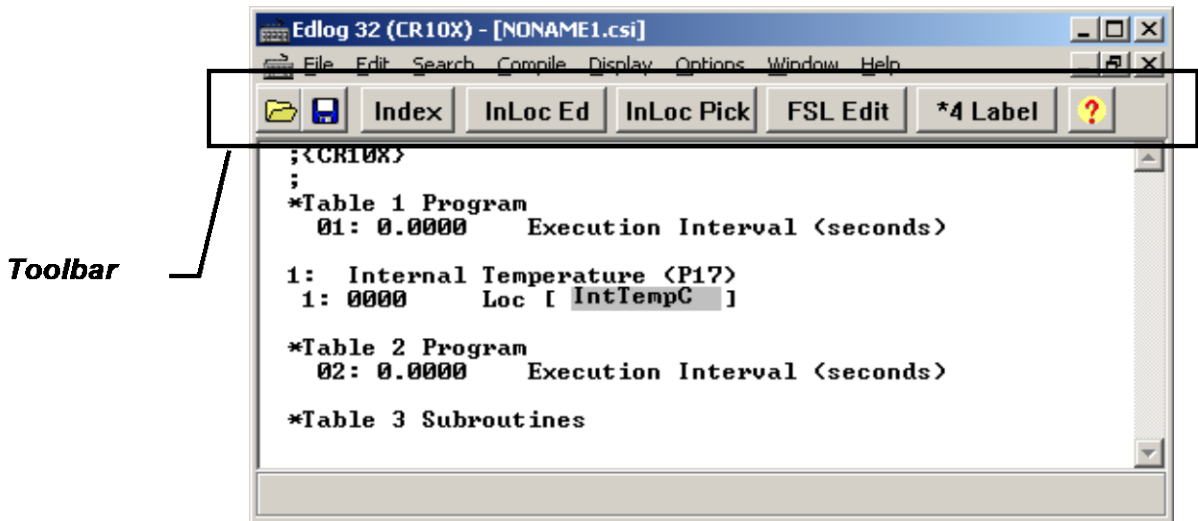 Edlog 32 (CR10X) - [NONAME1.csi]
File Edit Search Compile Display Options Window Help
Index InLoc Ed InLoc Pick FSL Edit *4 Label ?
;{CR10X}
;
*Table 1 Program
01: 0.0000 Execution Interval (seconds)
Toolbar
1: Internal Temperature (P17)
1: 0000 Loc [ IntTempC ]
*Table 2 Program
02: 0.0000 Execution Interval (seconds)
*Table 3 Subroutines